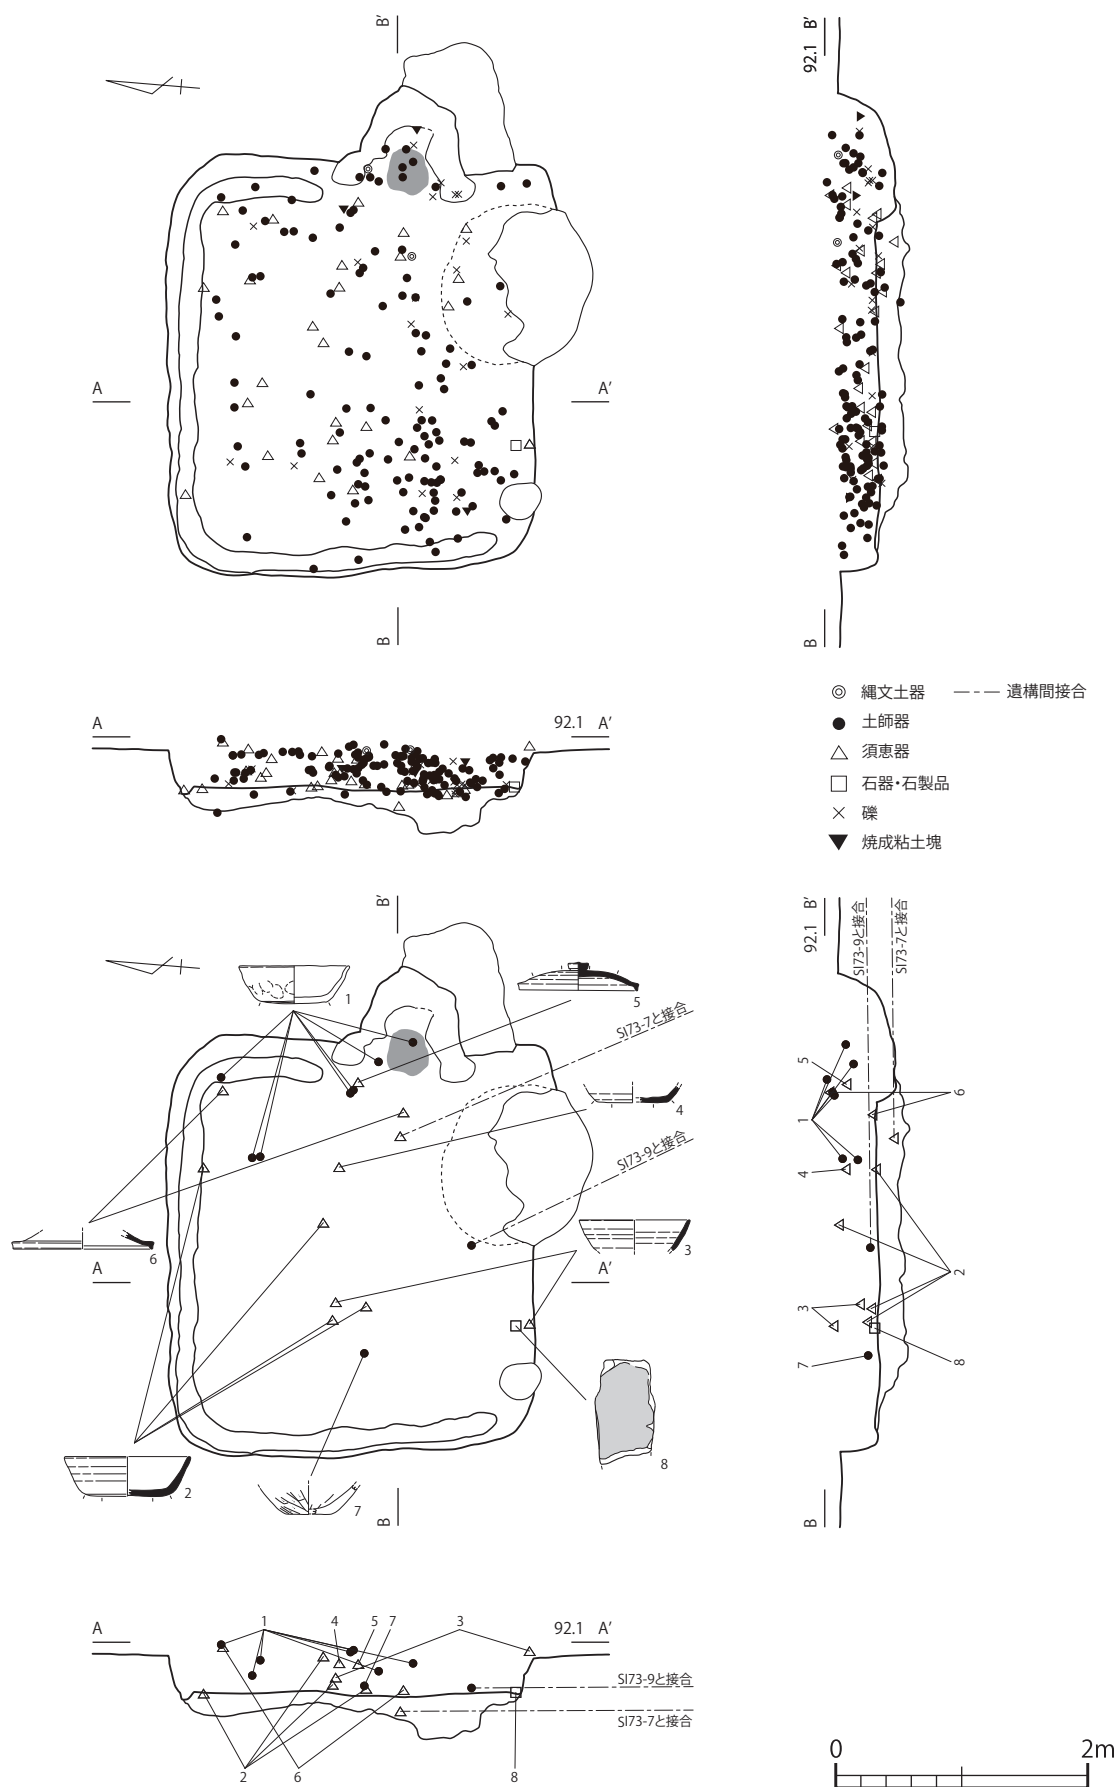 B'
92.1 B'
A
A'
B
B
A
92.1 A'
縄文土器
遺構間接合
土師器
須恵器
石器・石製品
礫
焼成粘土塊
B'
92.1 B'
SI73-9と接合
SI73-7と接合
1
5
SI73-7と接合
4
SI73-9と接合
3
6
A
A'
2
7
8
B
5
1
4
3
7
6
2
8
B
A
1
4
5
7
3
92.1 A'
SI73-9と接合
SI73-7と接合
2
6
8
0
2m